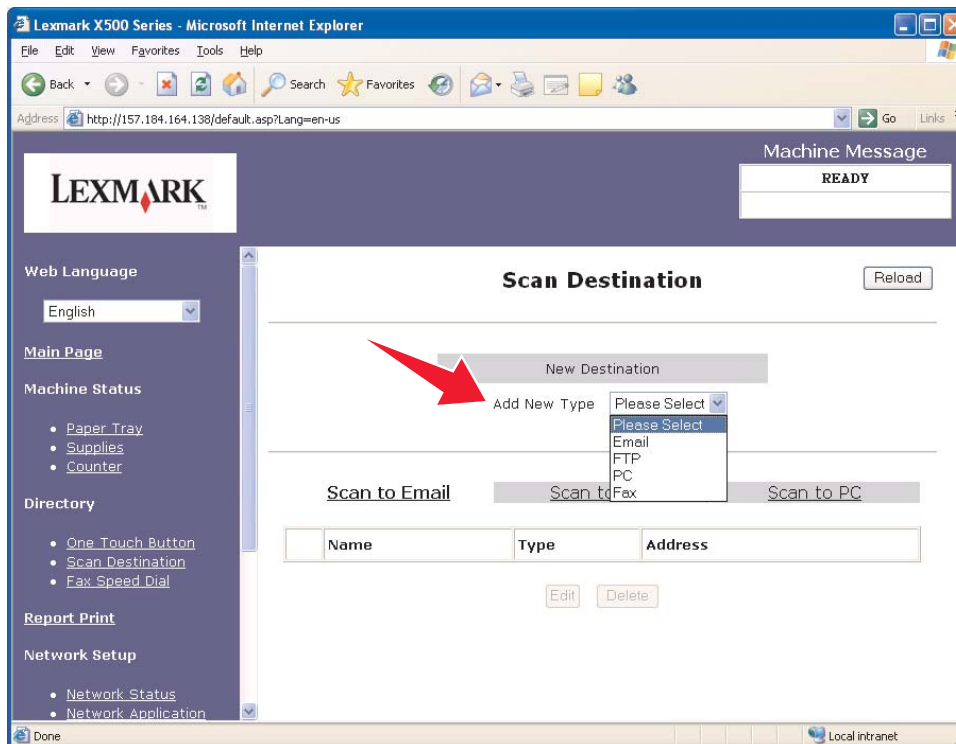 Lexmark X500 Series - Microsoft Internet Explorer
File Edit View Favorites Tools Help
Back Search Favorites
Address http://157.184.164.138/default.asp?Lang=en-us Go Links
LEXMARK TM
Machine Message
READY
Web Language
English
Main Page
Machine Status
Paper Tray
Supplies
Counter
Directory
One Touch Button
Scan Destination
Fax Speed Dial
Report Print
Network Setup
Network Status
Network Application
Scan Destination
Reload
New Destination
Add New Type Please Select
Please Select
Email
FTP
PC
Fax
Scan to Email Scan to Scan to PC
Name Type Address
Edit Delete
Done Local intranet